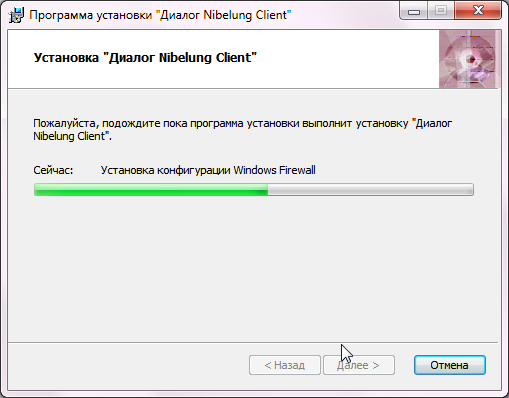 Программа установки "Диалог Nibelung Client"
Установка "Диалог Nibelung Client"
Пожалуйста, подождите пока программа установки выполнит установку "Диалог
Nibelung Client".
Сейчас: Установка конфигурации Windows Firewall
< Назад Далее > Отмена